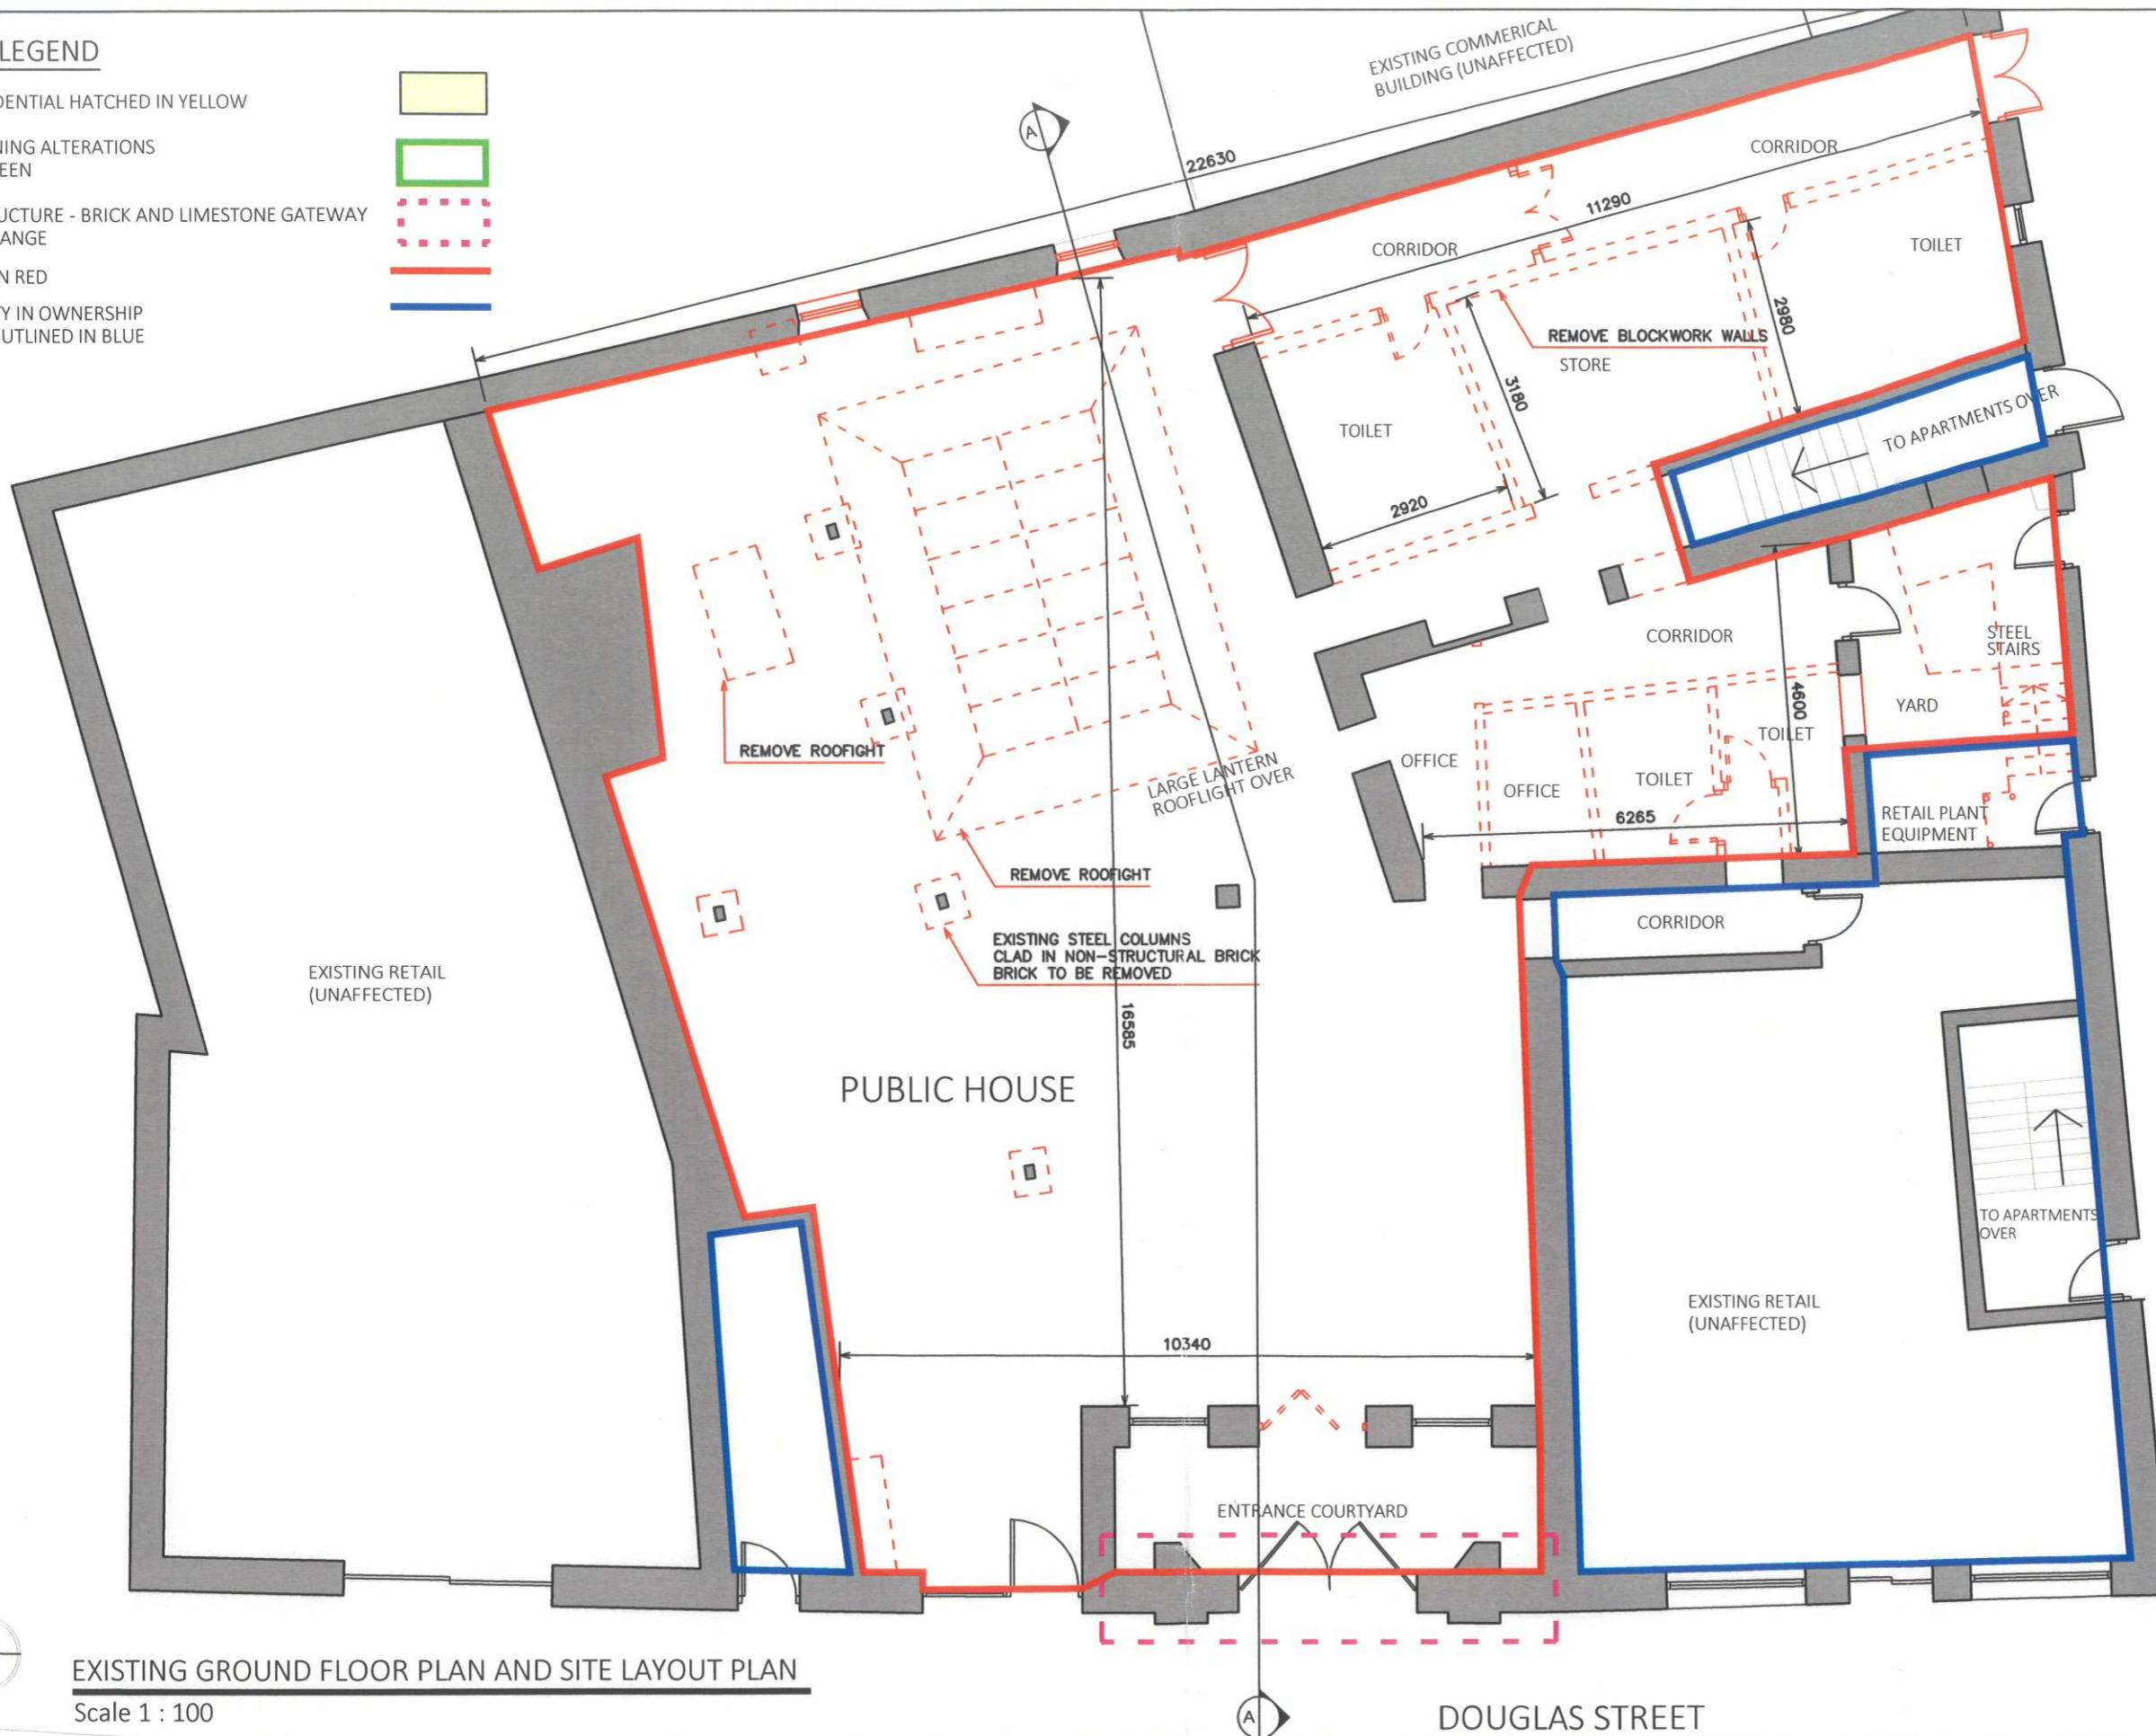 LEGEND
DENTIAL HATCHED IN YELLOW
NING ALTERATIONS
EEN
UCTURE - BRICK AND LIMESTONE GATEWAY
ANGE
N RED
Y IN OWNERSHIP
UTLINED IN BLUE
EXISTING COMMERICAL
BUILDING (UNAFFECTED)
A
22630
CORRIDOR
11290
CORRIDOR
TOILET
2980
REMOVE BLOCKWORK WALLS
STORE
3180
TOILET
TO APARTMENTS OVER
2920
CORRIDOR
STEEL
STAIRS
4600
YARD
TOILET
REMOVE ROOFIGHT
OFFICE
LARGE LANTERN
ROOFLIGHT OVER
OFFICE
TOILET
6265
RETAIL PLANT
EQUIPMENT
REMOVE ROOFIGHT
CORRIDOR
EXISTING STEEL COLUMNS
CLAD IN NON-STRUCTURAL BRICK
BRICK TO BE REMOVED
EXISTING RETAIL
(UNAFFECTED)
16585
PUBLIC HOUSE
TO APARTMENTS
OVER
EXISTING RETAIL
(UNAFFECTED)
10340
ENTRANCE COURTYARD
EXISTING GROUND FLOOR PLAN AND SITE LAYOUT PLAN
Scale 1 : 100
A
DOUGLAS STREET